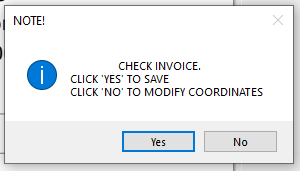 NOTE!
CHECK INVOICE.
CLICK 'YES' TO SAVE
CLICK 'NO' TO MODIFY COORDINATES
Yes
No